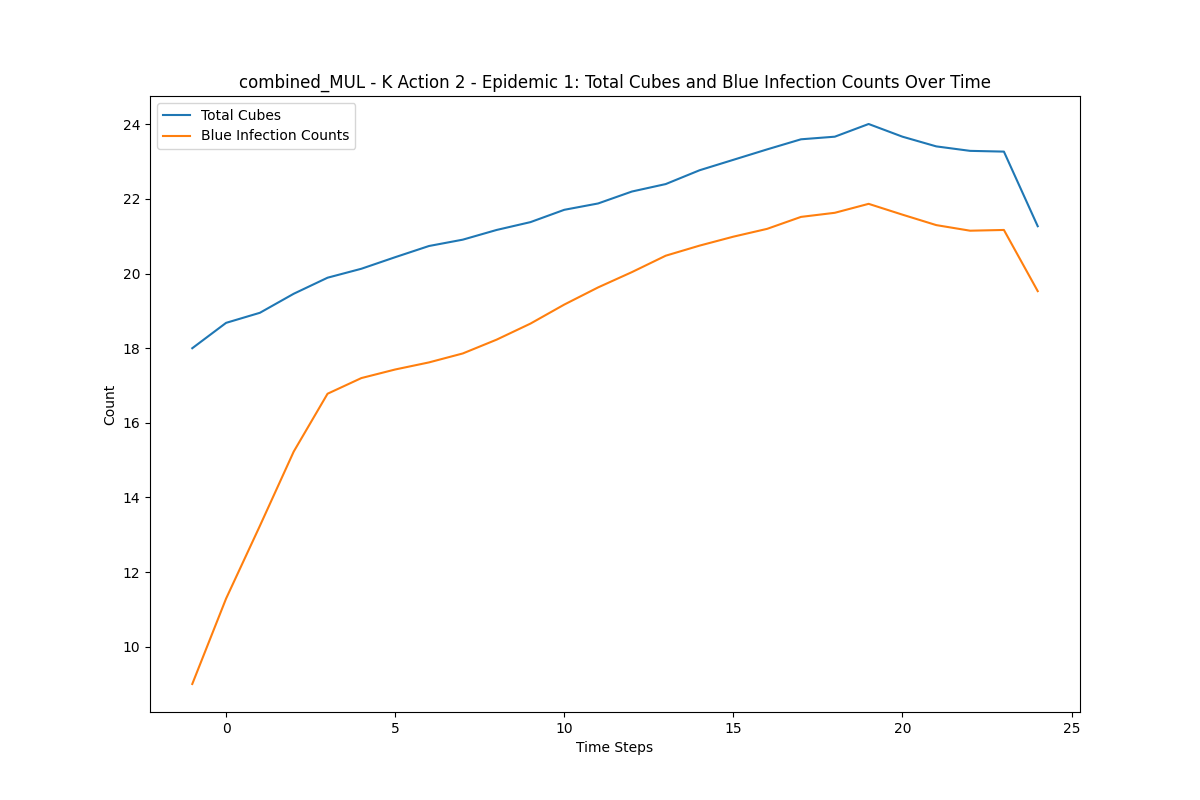 combined_MUL - K Action 2 - Epidemic 1: Total Cubes and Blue Infection Counts Over Time
Total Cubes
Blue Infection Counts
24
22
20
18
16
14
12
10
Count
0 5 10 15 20 25
Time Steps